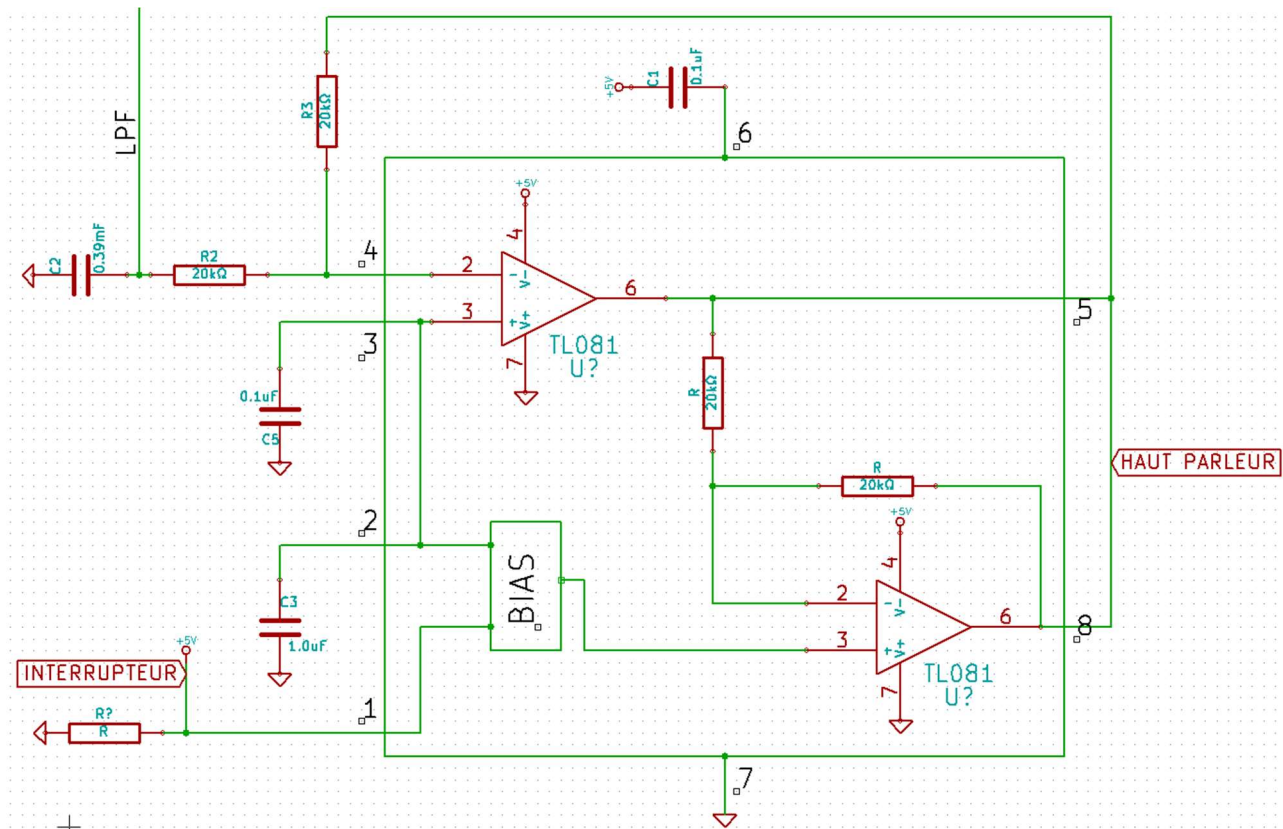 LPF
R3
20kΩ
+5V
C1
0.1uF
6
C2
0.39mF
R2
20kΩ
4
+5V
4
2
-
V-
3
+
V+
6
7
TL081
U?
5
3
0.1uF
C5
R
20kΩ
HAUT PARLEUR
R
20kΩ
2
BIAS
+5V
4
2
-
V-
3
+
V+
6
7
TL081
U?
8
C3
1.0uF
+5V
INTERRUPTEUR
R?
R
1
7